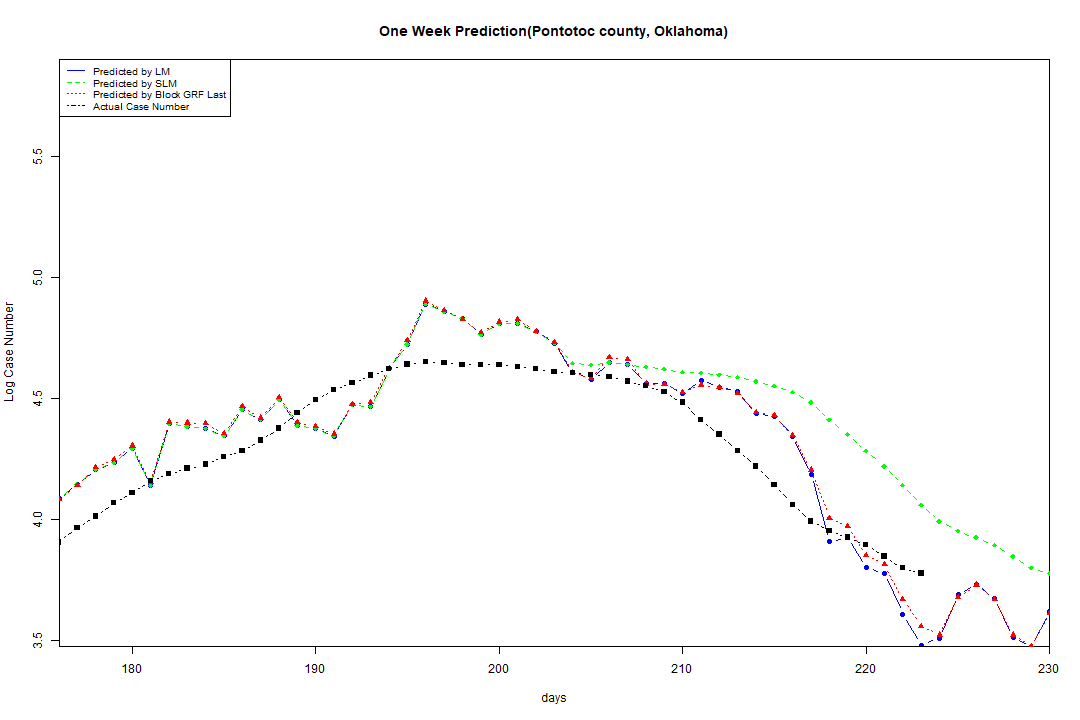 One Week Prediction(Pontotoc county, Oklahoma)
Predicted by LM
Predicted by SLM
Predicted by Block GRF Last
Actual Case Number
5.5
5.0
4.5
4.0
3.5
Log Case Number
180 190 200 210 220 230
days